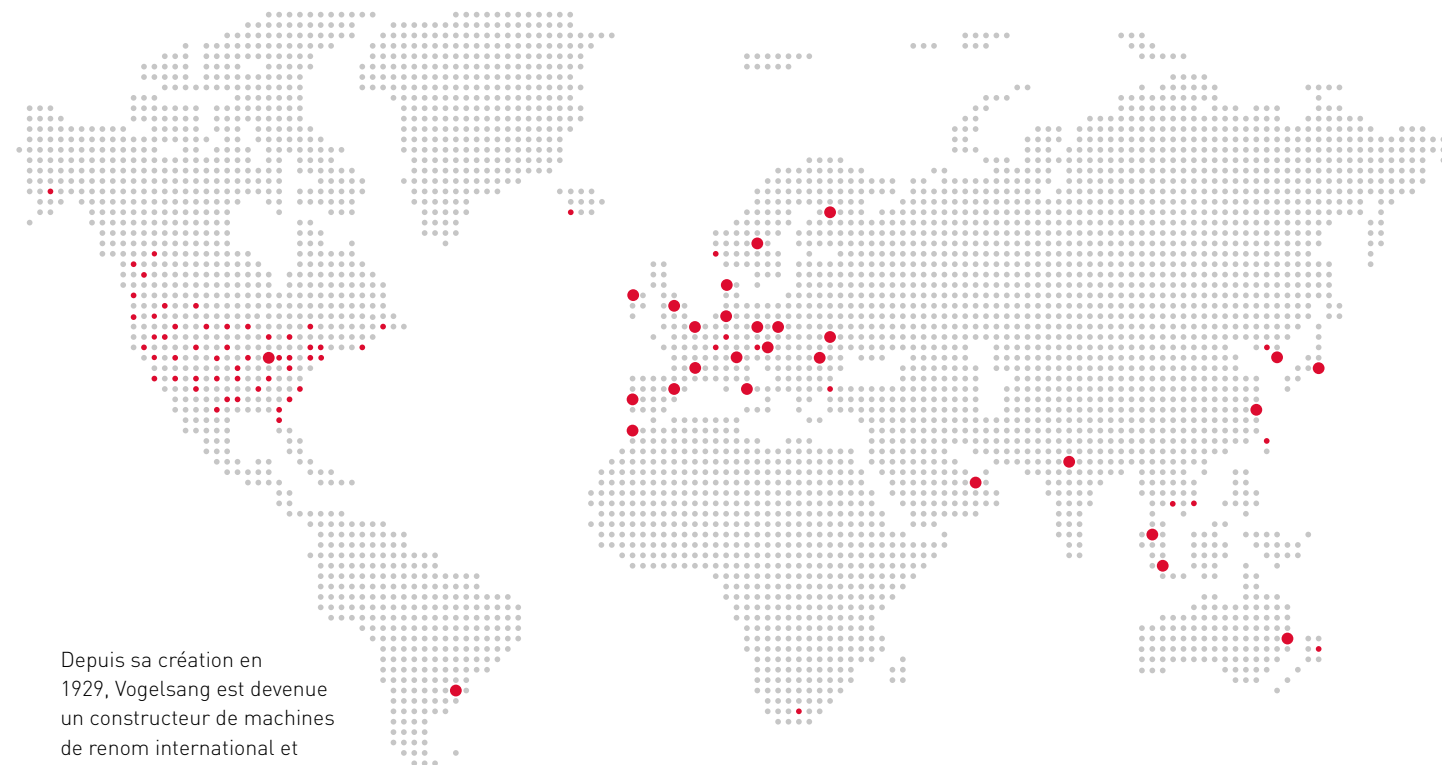 Depuis sa création en
1929, Vogelsang est devenue
un constructeur de machines
de renom international et